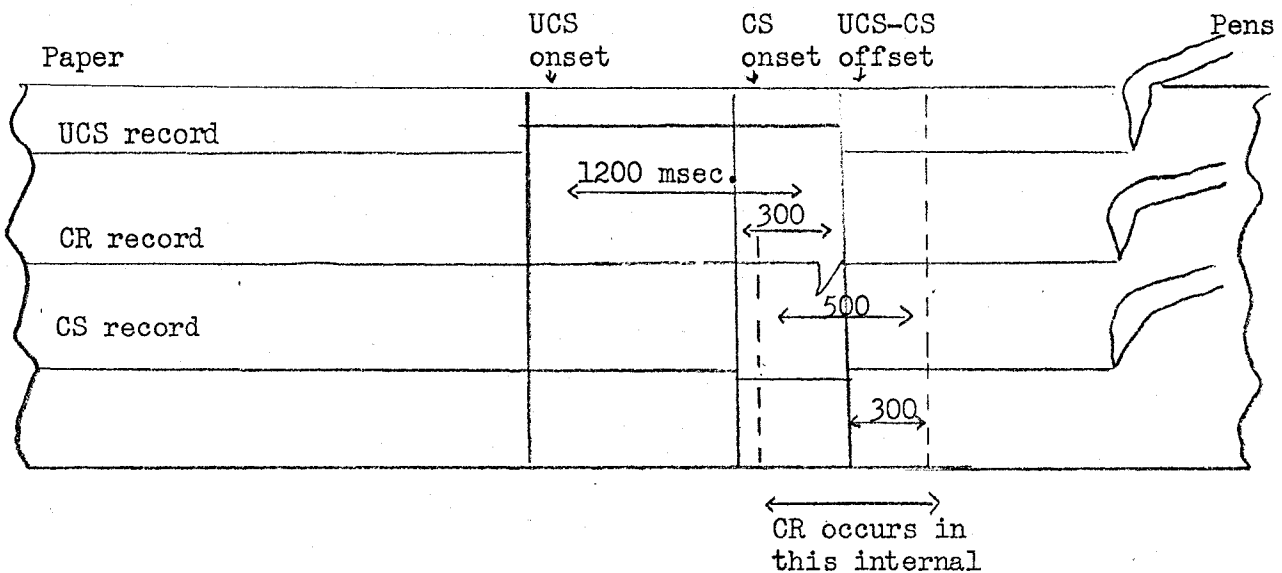 UCS
onset
CS
onset
UCS-CS
offset
Pens
Paper
UCS record
1200 msec.
300
CR record
500
CS record
300
CR occurs in
this internal